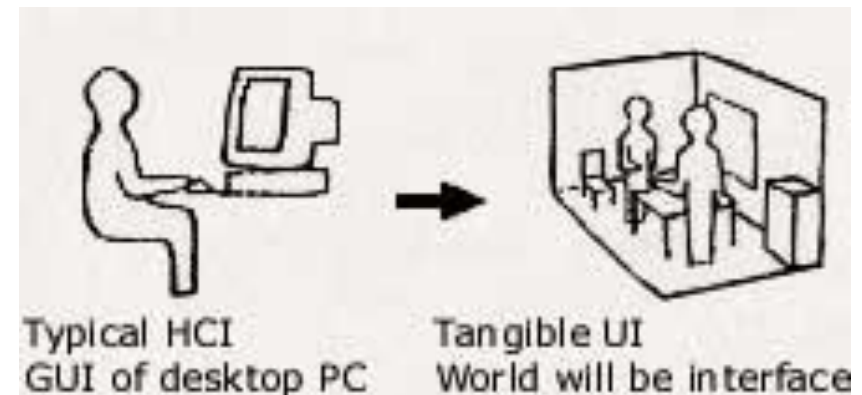 Typical HCI
GUI of desktop PC
Tangible UI
World will be interface